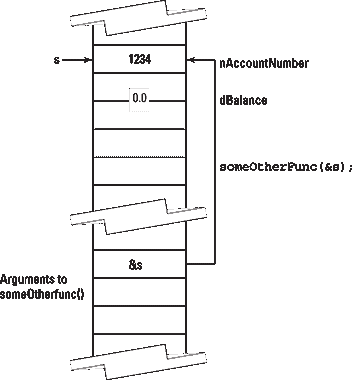 s
1234
nAccountNumber
0.0
dBalance
someOtherFunc(&s);
&s
Arguments to
someOtherfunc()